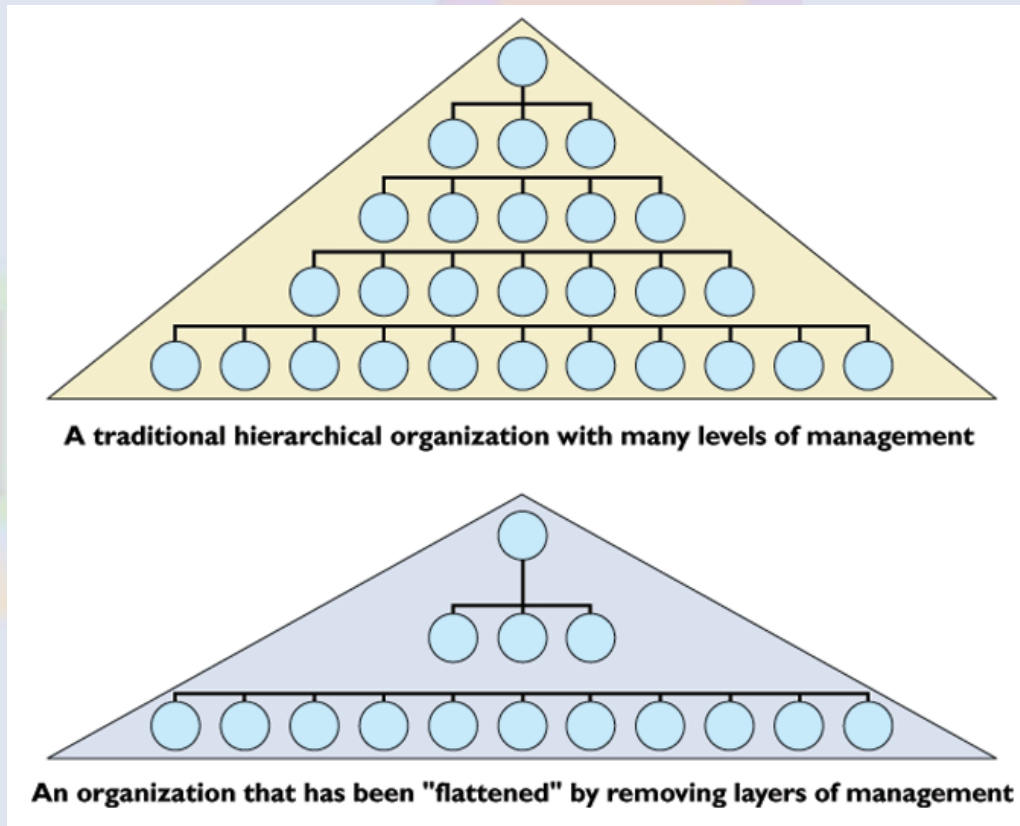 A traditional hierarchical organization with many levels of management
An organization that has been "flattened" by removing layers of management